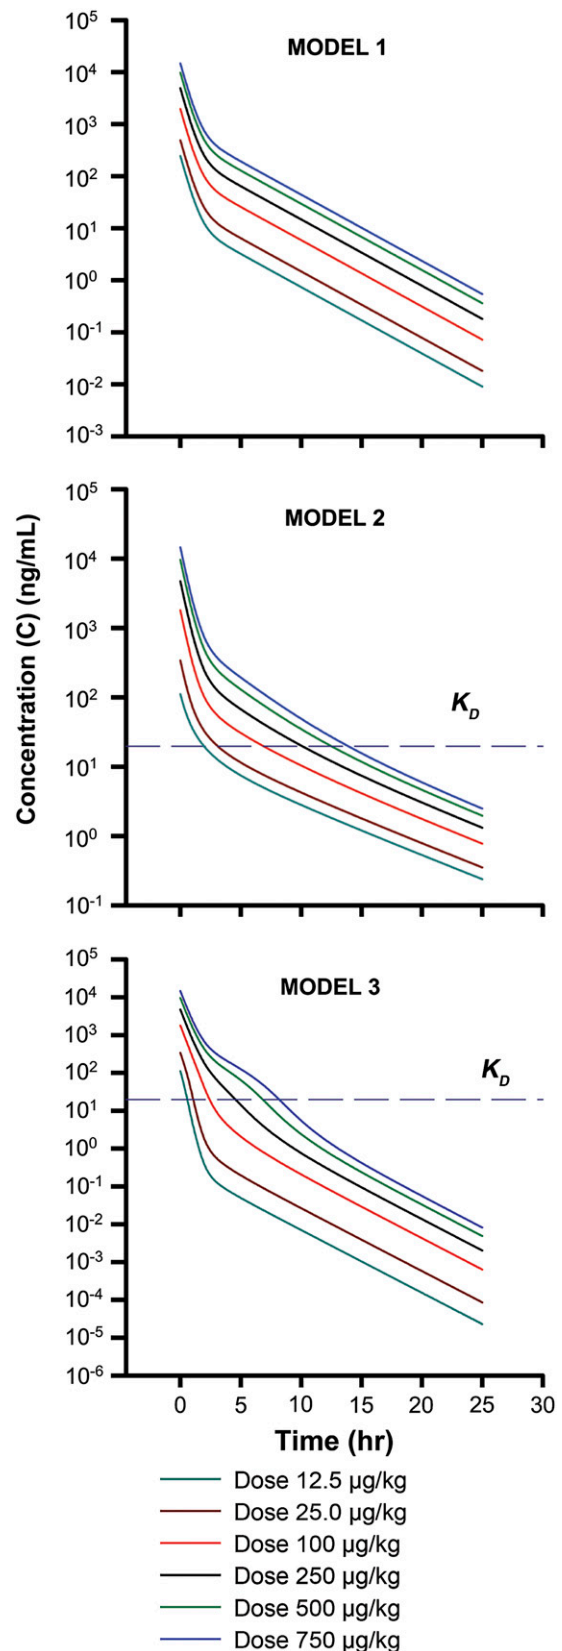 MODEL 1
10⁵
10⁴
10³
10²
10¹
10⁰
10⁻¹
10⁻²
10⁻³
MODEL 2
10⁵
10⁴
10³
10²
10¹
10⁰
10⁻¹
K_D
Concentration (C) (ng/mL)
MODEL 3
10⁵
10⁴
10³
10²
10¹
10⁰
10⁻¹
10⁻²
10⁻³
10⁻⁴
10⁻⁵
10⁻⁶
K_D
0 5 10 15 20 25 30
Time (hr)
Dose 12.5 µg/kg
Dose 25.0 µg/kg
Dose 100 µg/kg
Dose 250 µg/kg
Dose 500 µg/kg
Dose 750 µg/kg